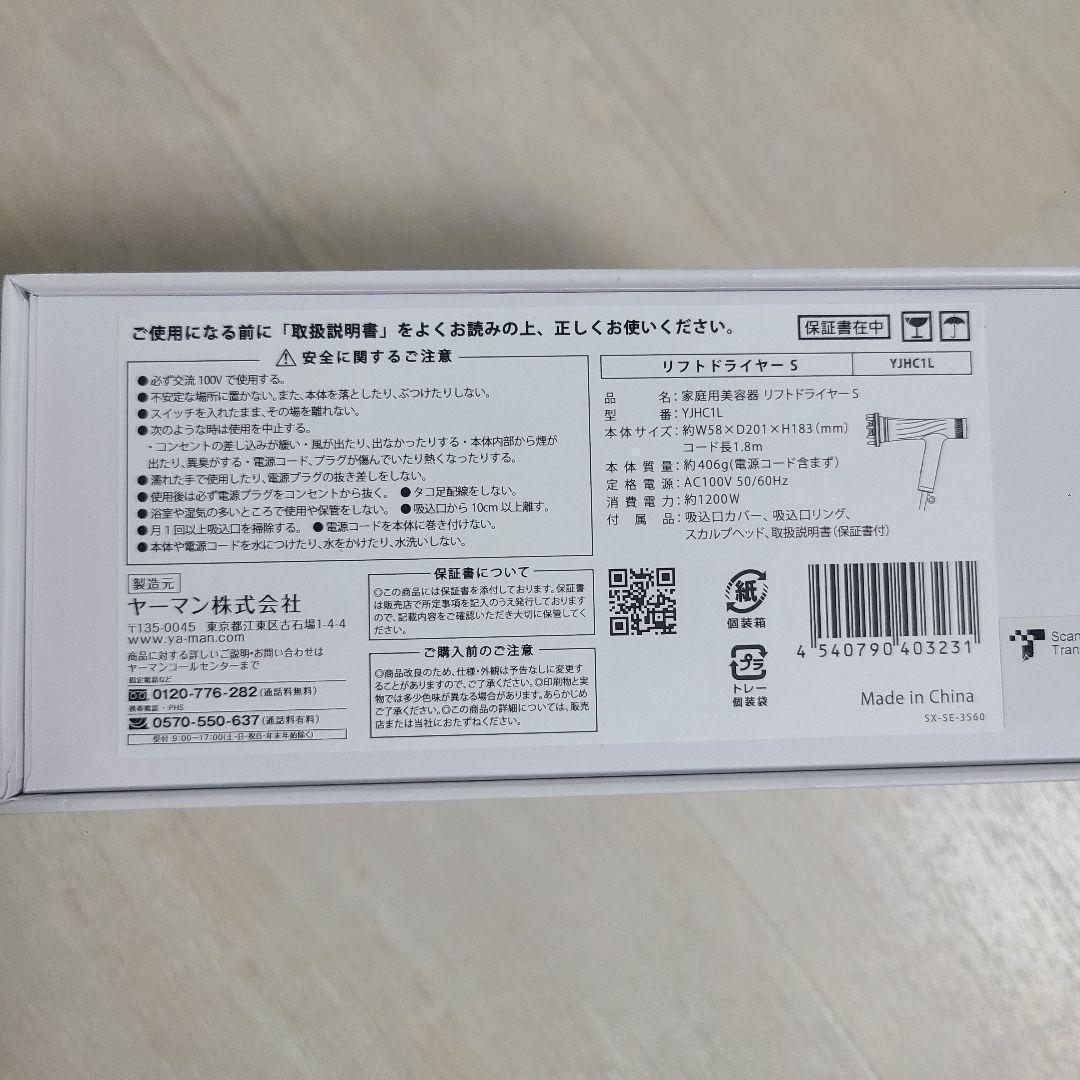 ご使用になる前に「取扱説明書」をよくお読みの上、正しくお使いください。
保証書在中
安全に関するご注意
●必ず交流100Vで使用する。
●不安定な場所に置かない。また、本体を落としたり、ぶつけたりしない。
●スイッチを入れたまま、その場を離れない。
●次のような時は使用を中止する。
・コンセントの差し込みが緩い・風が出たり、出なかったりする・本体内部から煙が
出たり、異臭がする・電源コード、プラグが傷んでいたり熱くなったりする。
●濡れた手で使用したり、電源プラグの抜き差しをしない。
●使用後は必ず電源プラグをコンセントから抜く。 ●タコ足配線をしない。
●浴室や湿気の多いところで使用や保管をしない。 ●吸込口から10cm以上離す。
●月1回以上吸込口を掃除する。 ●電源コードを本体に巻き付けない。
●本体や電源コードを水につけたり、水をかけたり、水洗いしない。
リフトドライヤーS YJHC1L
品名:家庭用美容器 リフトドライヤーS
型番:YJHC1L
本体サイズ:約W58×D201×H183(mm)
コード長1.8m
本体質量:約406g(電源コード含まず)
定格電源:AC100V 50/60Hz
消費電力:約1200W
付属品:吸込口カバー、吸込口リング、
スカルプヘッド、取扱説明書(保証書付)
製造元
ヤーマン株式会社
〒135-0045 東京都江東区古石場1-4-4
www.ya-man.com
商品に対する詳しいご説明・お問い合わせは
ヤーマンコールセンターまで
固定電話など
0120-776-282(通話料無料)
携帯電話・PHS
0570-550-637(通話料有料)
受付 9:00~17:00(土・日・祝日・年末年始除く)
保証書について
◎この商品には保証書を添付しております。保証書
は販売店で所定事項を記入のうえ発行しております
ので、記載内容をご確認いただき大切に保管してく
ださい。
ご購入前のご注意
◎商品改良のため、仕様・外観は予告なしに変更す
ることがありますので、ご了承ください。◎印刷物と実
物では多少色味が異なる場合があります。あらかじめ
ご了承ください。◎この商品の詳細については、販売
店または当社におたずねください。
紙
個装箱
プラ
トレー
個装袋
4 540790 403231
Made in China
SX-SE-3560
Scan
Tran